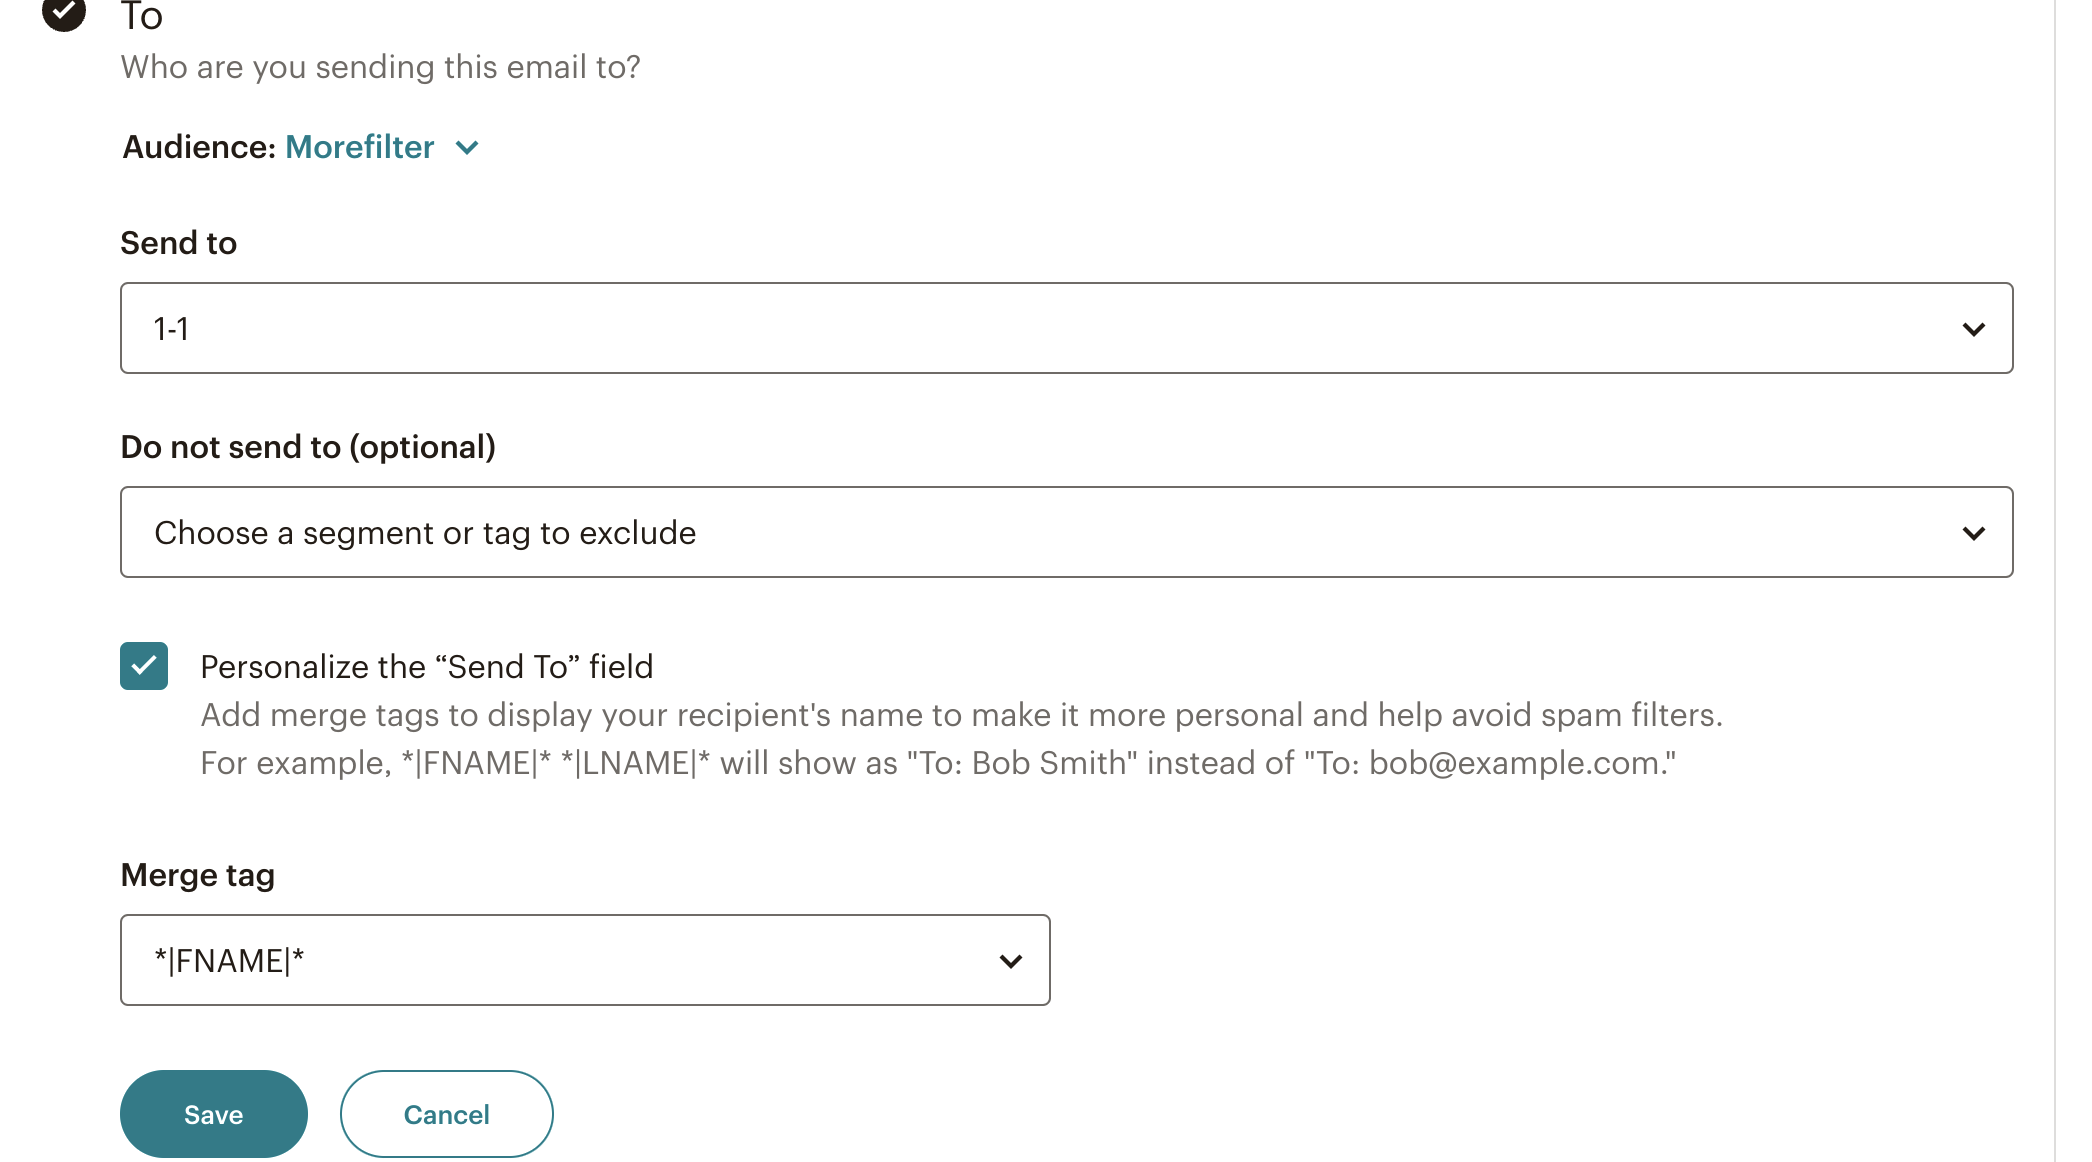 To
Who are you sending this email to?
Audience: Morefilter
Send to
1-1
Do not send to (optional)
Choose a segment or tag to exclude
Personalize the “Send To” field
Add merge tags to display your recipient's name to make it more personal and help avoid spam filters.
For example, *|FNAME|* *|LNAME|* will show as "To: Bob Smith" instead of "To: bob@example.com."
Merge tag
*|FNAME|*
Save Cancel